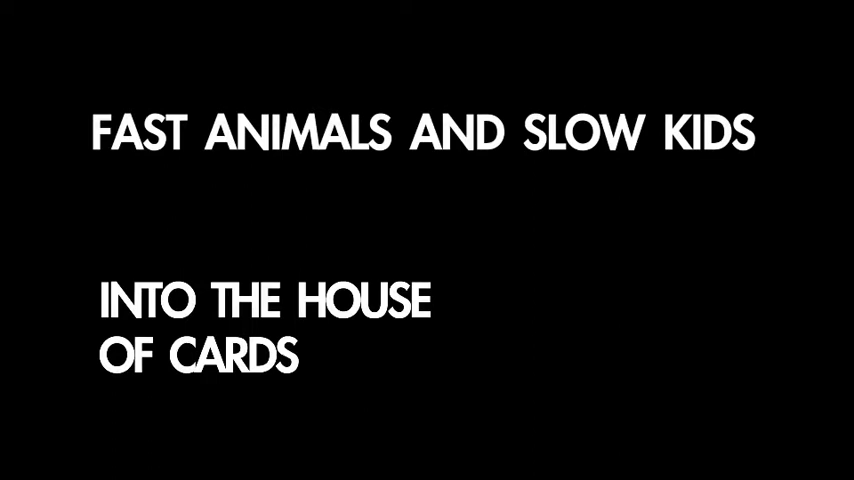 FAST ANIMALS AND SLOW KIDS
INTO THE HOUSE
OF CARDS